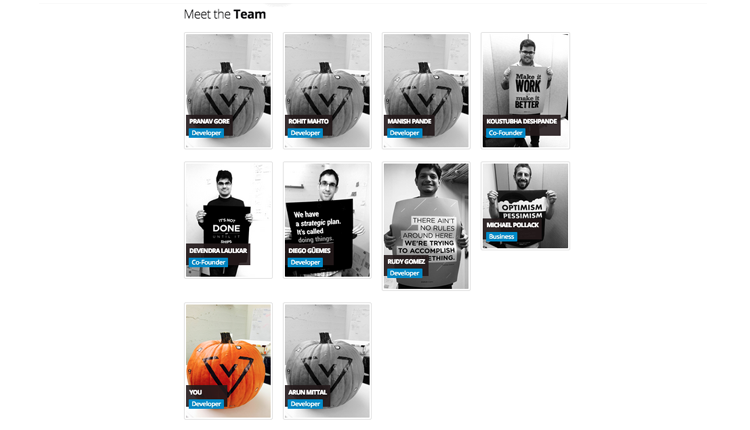 Meet the Team
PRANAV GORE
Developer
ROHIT MAHTO
Developer
MANISH PANDE
Developer
Make it
WORK
make it
BETTER
KOUSTUBHA DESHPANDE
Co-Founder
IT'S NOT
DONE
UNTIL IT
SHIPS
DEVENDRA LAULKAR
Co-Founder
We have
a strategic plan.
It's called
doing things.
DIEGO GÜEMES
Developer
THERE AIN'T
NO RULES
AROUND HERE.
WE'RE TRYING
TO ACCOMPLISH
RUDY GOMEZ
Developer
OPTIMISM
PESSIMISM
MICHAEL POLLACK
Business
YOU
Developer
ARUN MITTAL
Developer